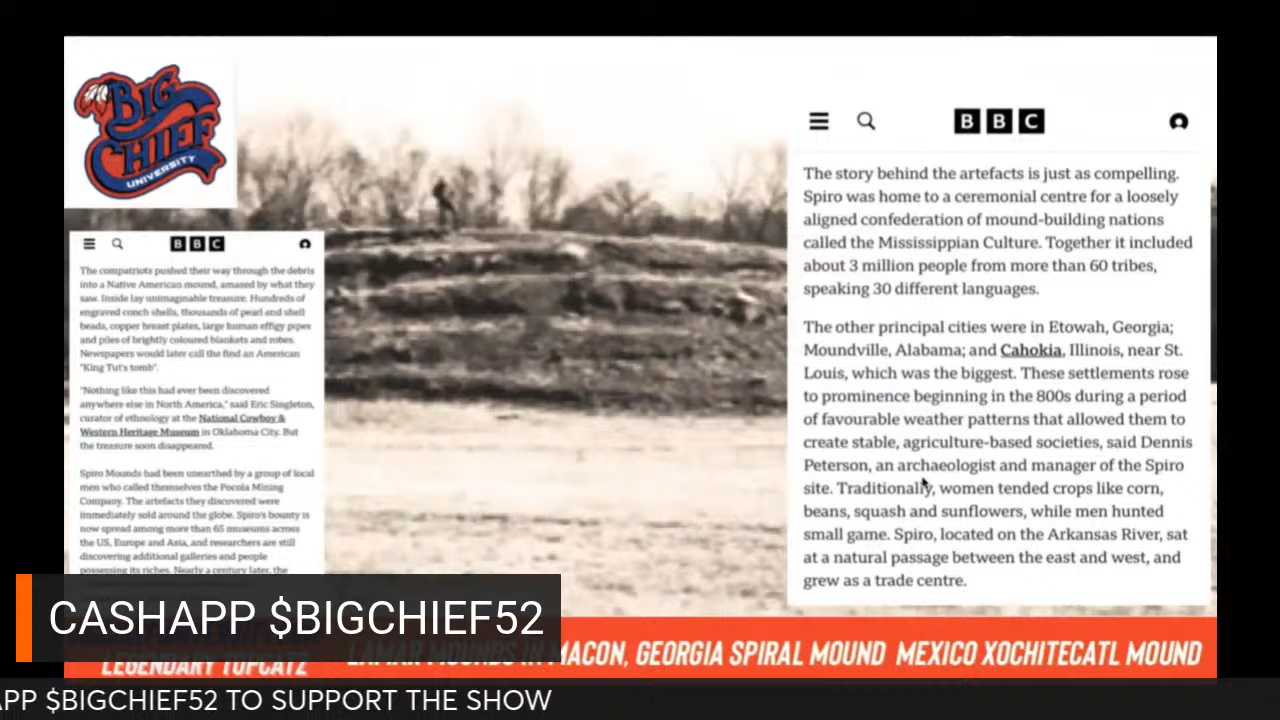 BIG
CHIEF
UNIVERSITY
BBC
The compatriots pushed their way through the debris
into a Native American mound, amazed by what they
saw. Inside lay unimaginable treasure. Hundreds of
engraved conch shells, thousands of pearl and shell
beads, copper breast plates, large human effigy pipes
and piles of brightly coloured blankets and robes.
Newspapers would later call the find an American
"King Tut's tomb".
"Nothing like this had ever been discovered
anywhere else in North America," said Eric Singleton,
curator of ethnology at the National Cowboy &
Western Heritage Museum in Oklahoma City. But
the treasure soon disappeared.
Spiro Mounds had been unearthed by a group of local
men who called themselves the Pocola Mining
Company. The artefacts they discovered were
immediately sold around the globe. Spiro's bounty is
now spread among more than 65 museums across
the US, Europe and Asia, and researchers are still
discovering additional galleries and people
possessing its riches. Nearly a century later, the
BBC
The story behind the artefacts is just as compelling.
Spiro was home to a ceremonial centre for a loosely
aligned confederation of mound-building nations
called the Mississippian Culture. Together it included
about 3 million people from more than 60 tribes,
speaking 30 different languages.
The other principal cities were in Etowah, Georgia;
Moundville, Alabama; and Cahokia, Illinois, near St.
Louis, which was the biggest. These settlements rose
to prominence beginning in the 800s during a period
of favourable weather patterns that allowed them to
create stable, agriculture-based societies, said Dennis
Peterson, an archaeologist and manager of the Spiro
site. Traditionally, women tended crops like corn,
beans, squash and sunflowers, while men hunted
small game. Spiro, located on the Arkansas River, sat
at a natural passage between the east and west, and
grew as a trade centre.
CASHAPP $BIGCHIEF52
LEGENDARY TOPCATZ
LAMAR MOUNDS IN MACON, GEORGIA SPIRAL MOUND MEXICO XOCHITECATL MOUND
APP $BIGCHIEF52 TO SUPPORT THE SHOW